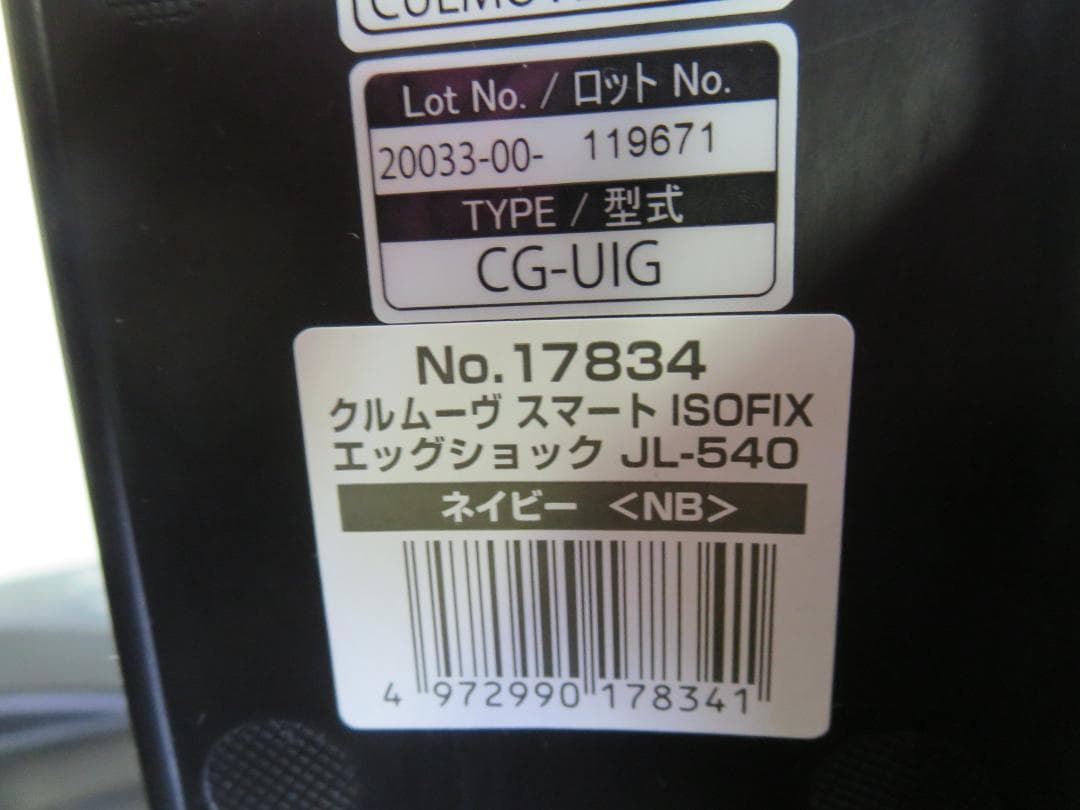 Lot No. / ロット No.
20033-00- 119671
TYPE / 型式
CG-UIG
No.17834
クルムーヴ スマート ISOFIX
エッグショック JL-540
ネイビー <NB>
4 972990 178341